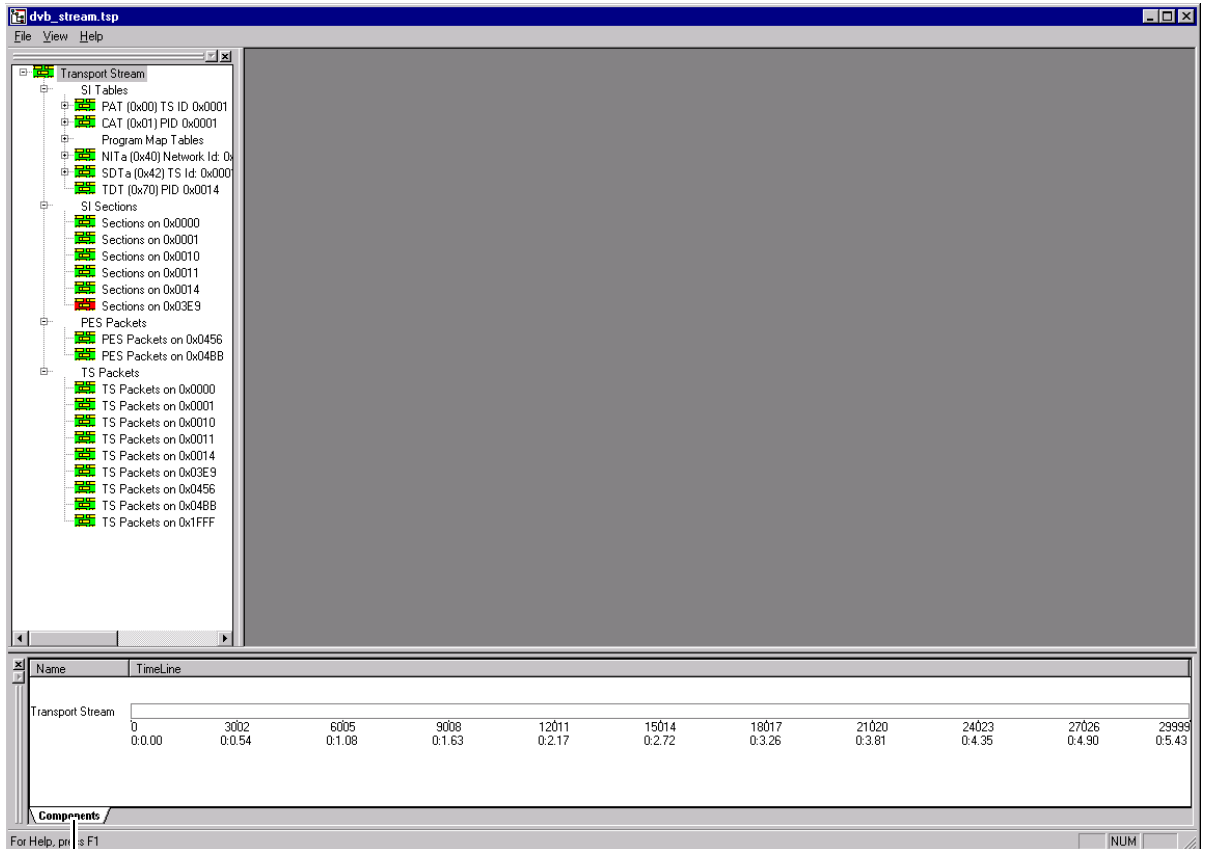 dvb_stream.tsp
File View Help
Transport Stream
SI Tables
PAT (0x00) TS ID 0x0001
CAT (0x01) PID 0x0001
Program Map Tables
NITa (0x40) Network Id: 0x
SDTa (0x42) TS Id: 0x000
TDT (0x70) PID 0x0014
SI Sections
Sections on 0x0000
Sections on 0x0001
Sections on 0x0010
Sections on 0x0011
Sections on 0x0014
Sections on 0x03E9
PES Packets
PES Packets on 0x0456
PES Packets on 0x04BB
TS Packets
TS Packets on 0x0000
TS Packets on 0x0001
TS Packets on 0x0010
TS Packets on 0x0011
TS Packets on 0x0014
TS Packets on 0x03E9
TS Packets on 0x0456
TS Packets on 0x04BB
TS Packets on 0x1FFF
Name TimeLine
Transport Stream
0 3002 6005 9008 12011 15014 18017 21020 24023 27026 29999
0:0.00 0:0.54 0:1.08 0:1.63 0:2.17 0:2.72 0:3.26 0:3.81 0:4.35 0:4.90 0:5.43
Components
For Help, press F1 NUM